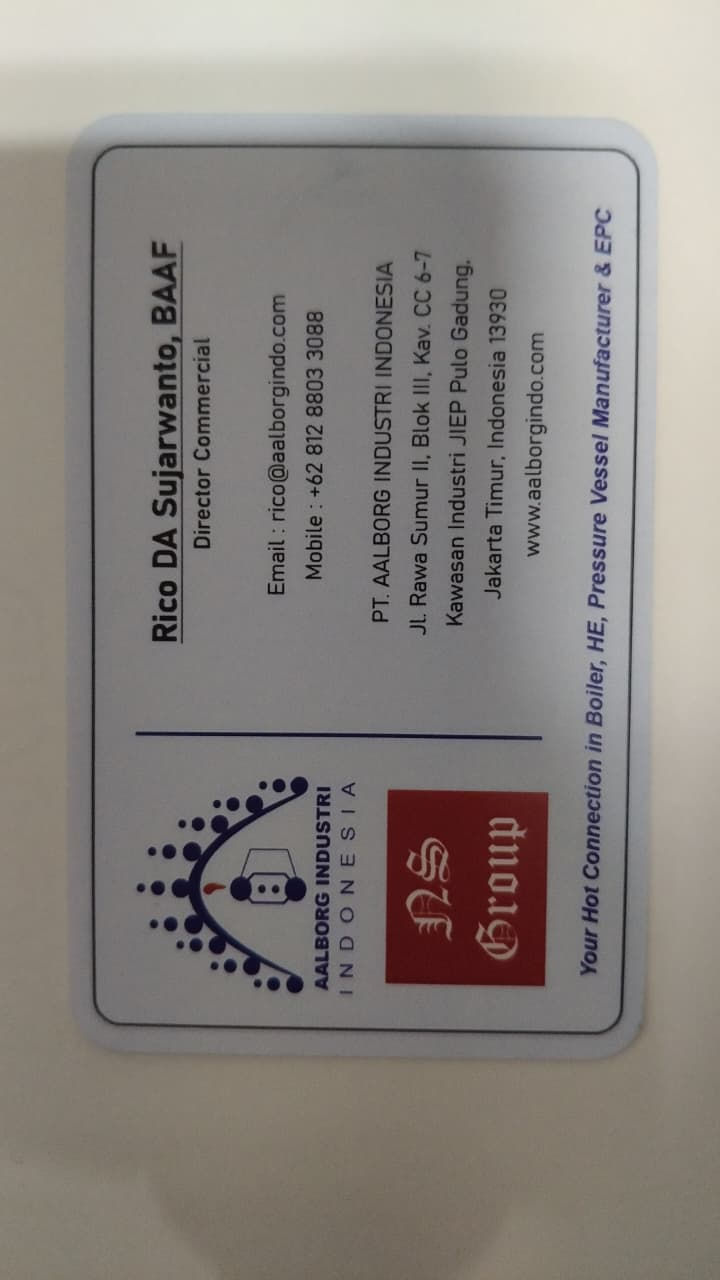 AALBORG INDUSTRI
INDONESIA
NS
Group
Rico DA Sujarwanto, BAAF
Director Commercial
Email : rico@aalborgindo.com
Mobile : +62 812 8803 3088
PT. AALBORG INDUSTRI INDONESIA
Jl. Rawa Sumur II, Blok III, Kav. CC 6-7
Kawasan Industri JIEP Pulo Gadung.
Jakarta Timur, Indonesia 13930
www.aalborgindo.com
Your Hot Connection in Boiler, HE, Pressure Vessel Manufacturer & EPC